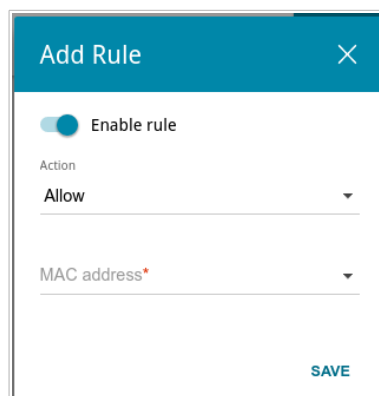 Add Rule
Enable rule
Action
Allow
MAC address*
SAVE